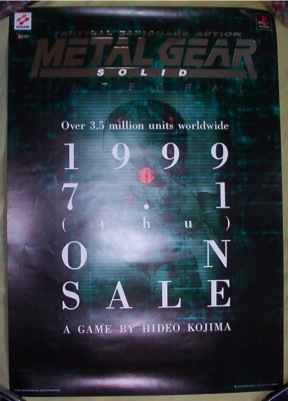 TACTICAL ESPIONAGE ACTION
METAL GEAR
SOLID
INTEGRAL
Over 3.5 million units worldwide
1999
7.1
(thu)
ON
SALE
A GAME BY HIDEO KOJIMA